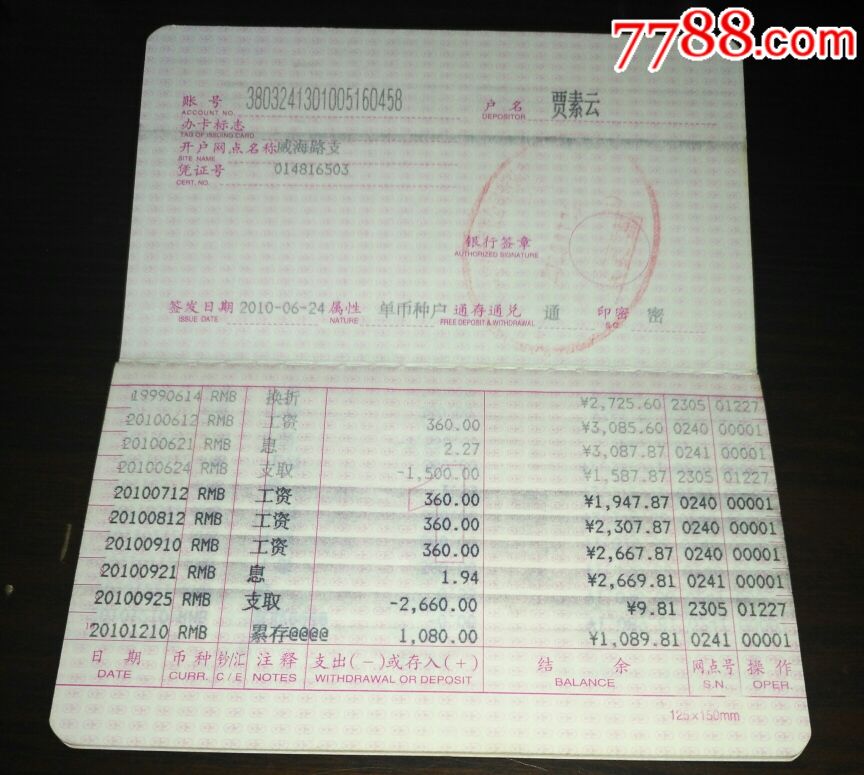 7788.com
账 号 3803241301005160458 户 名 贾素云
ACCOUNT NO. DEPOSITOR
办卡标志
TAG OF ISSUING CARD
开户网点名称威海路支
SITE NAME
凭证号 014816503
CERT. NO.
银行签章
AUTHORIZED SIGNATURE
签发日期 2010-06-24 属性 单币种户 通存通兑 通 印密 密
ISSUE DATE NATURE FREE DEPOSIT & WITHDRAWAL
19990614 RMB 换折 ¥2,725.60 2305 01227
20100612 RMB 工资 360.00 ¥3,085.60 0240 00001
20100621 RMB 息 2.27 ¥3,087.87 0241 00001
20100624 RMB 支取 -1,500.00 ¥1,587.87 2305 01227
20100712 RMB 工资 360.00 ¥1,947.87 0240 00001
20100812 RMB 工资 360.00 ¥2,307.87 0240 00001
20100910 RMB 工资 360.00 ¥2,667.87 0240 00001
20100921 RMB 息 1.94 ¥2,669.81 0241 00001
20100925 RMB 支取 -2,660.00 ¥9.81 2305 01227
20101210 RMB 累存@@@@ 1,080.00 ¥1,089.81 0241 00001
日 期 币 种 钞/汇 注 释 支出(-)或存入(+) 结 余 网点号 操 作
DATE CURR. C / E NOTES WITHDRAWAL OR DEPOSIT BALANCE S.N. OPER.
125×150mm